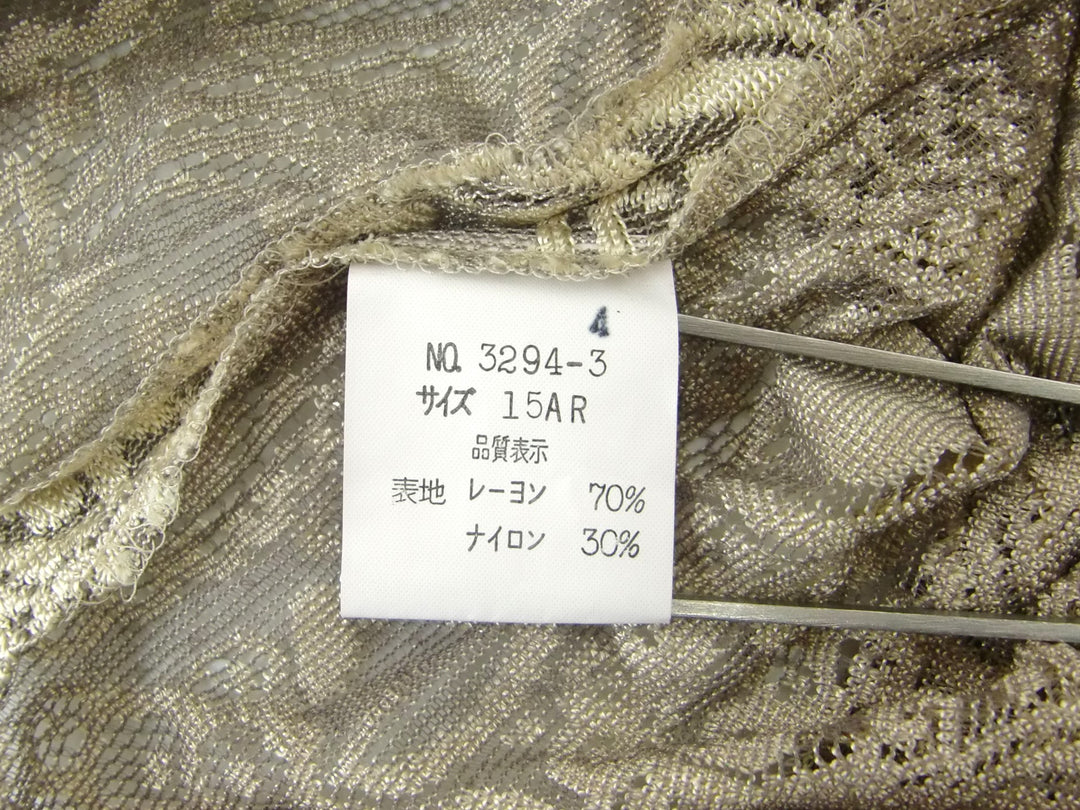 A
NO. 3294-3
サイズ 15AR
品質表示
表地 レーヨン 70%
ナイロン 30%